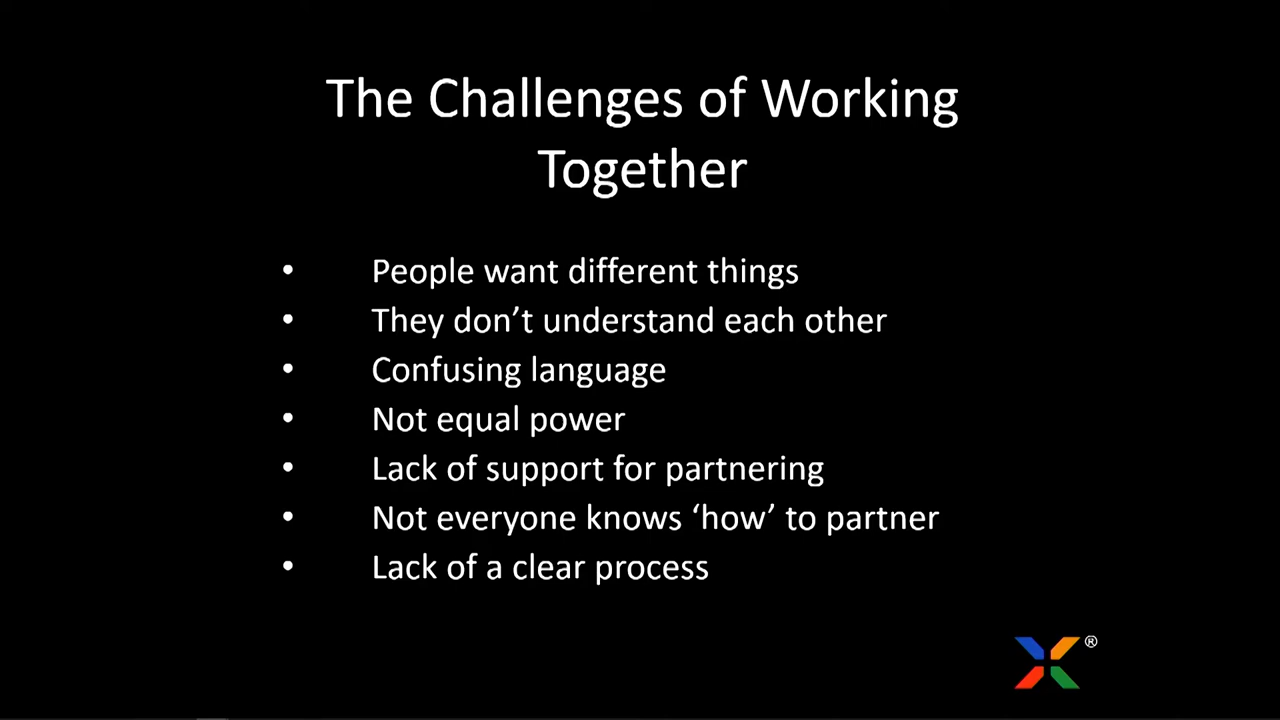 The Challenges of Working
Together
• People want different things
• They don’t understand each other
• Confusing language
• Not equal power
• Lack of support for partnering
• Not everyone knows ‘how’ to partner
• Lack of a clear process
®